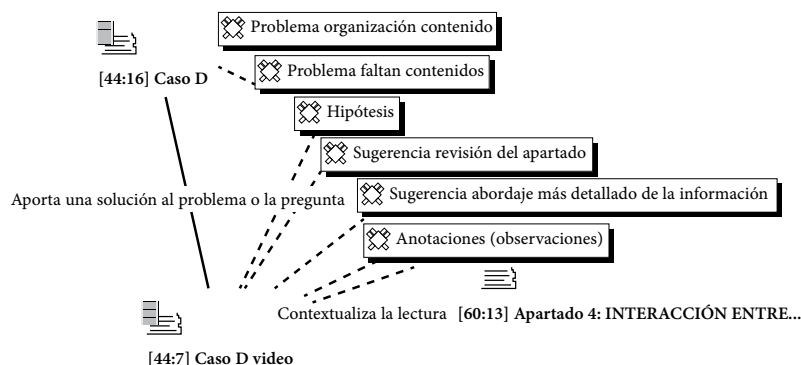 Problema organización contenido
Problema faltan contenidos
[44:16] Caso D
Hipótesis
Sugerencia revisión del apartado
Sugerencia abordaje más detallado de la información
Aporta una solución al problema o la pregunta
Anotaciones (observaciones)
Contextualiza la lectura
[60:13] Apartado 4: INTERACCIÓN ENTRE...
[44:7] Caso D video